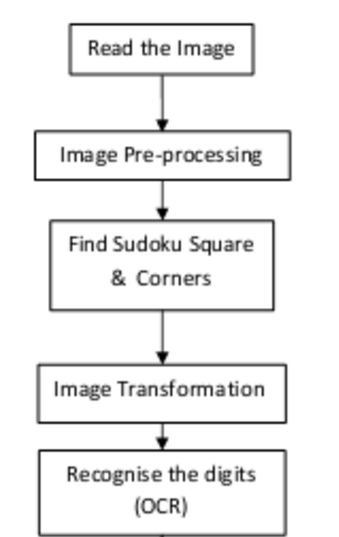 Read the Image
Image Pre-processing
Find Sudoku Square
& Corners
Image Transformation
Recognise the digits
(OCR)